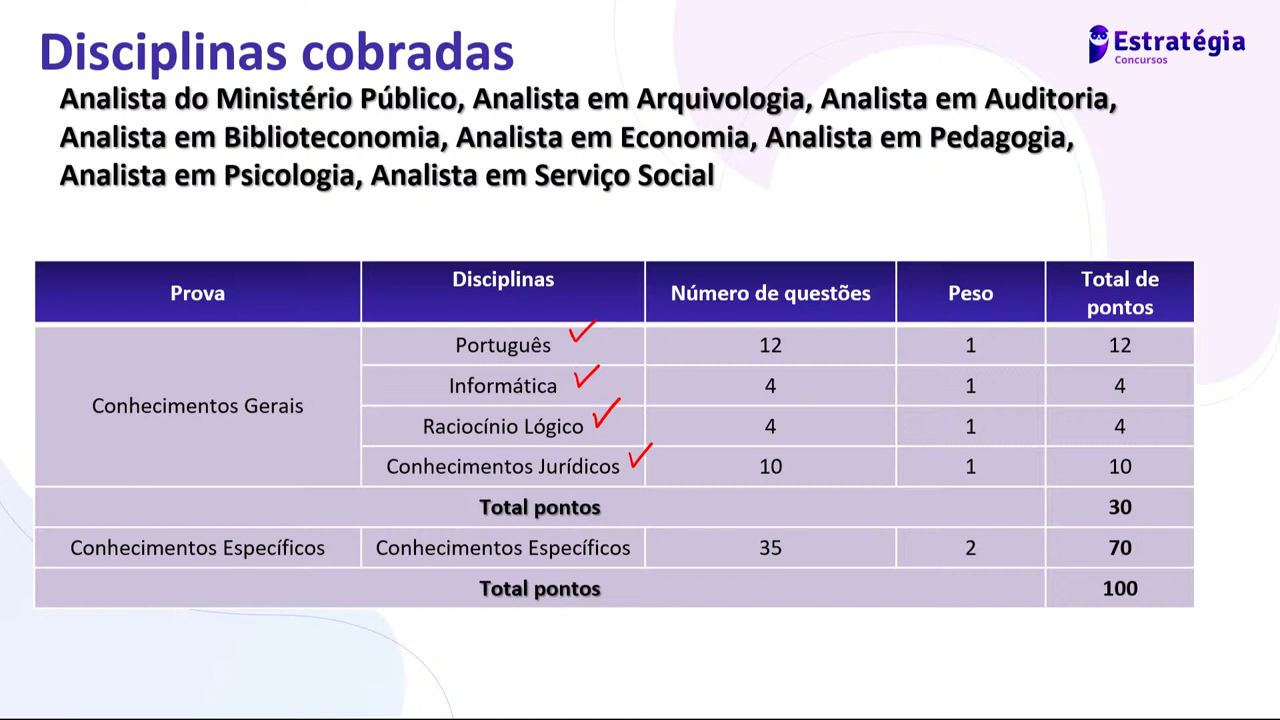 Disciplinas cobradas
Estratégia
Concursos
Analista do Ministério Público, Analista em Arquivologia, Analista em Auditoria,
Analista em Biblioteconomia, Analista em Economia, Analista em Pedagogia,
Analista em Psicologia, Analista em Serviço Social
Prova Disciplinas Número de questões Peso Total de pontos
Conhecimentos Gerais
Português 12 1 12
Informática 4 1 4
Raciocínio Lógico 4 1 4
Conhecimentos Jurídicos 10 1 10
Total pontos 30
Conhecimentos Específicos Conhecimentos Específicos 35 2 70
Total pontos 100